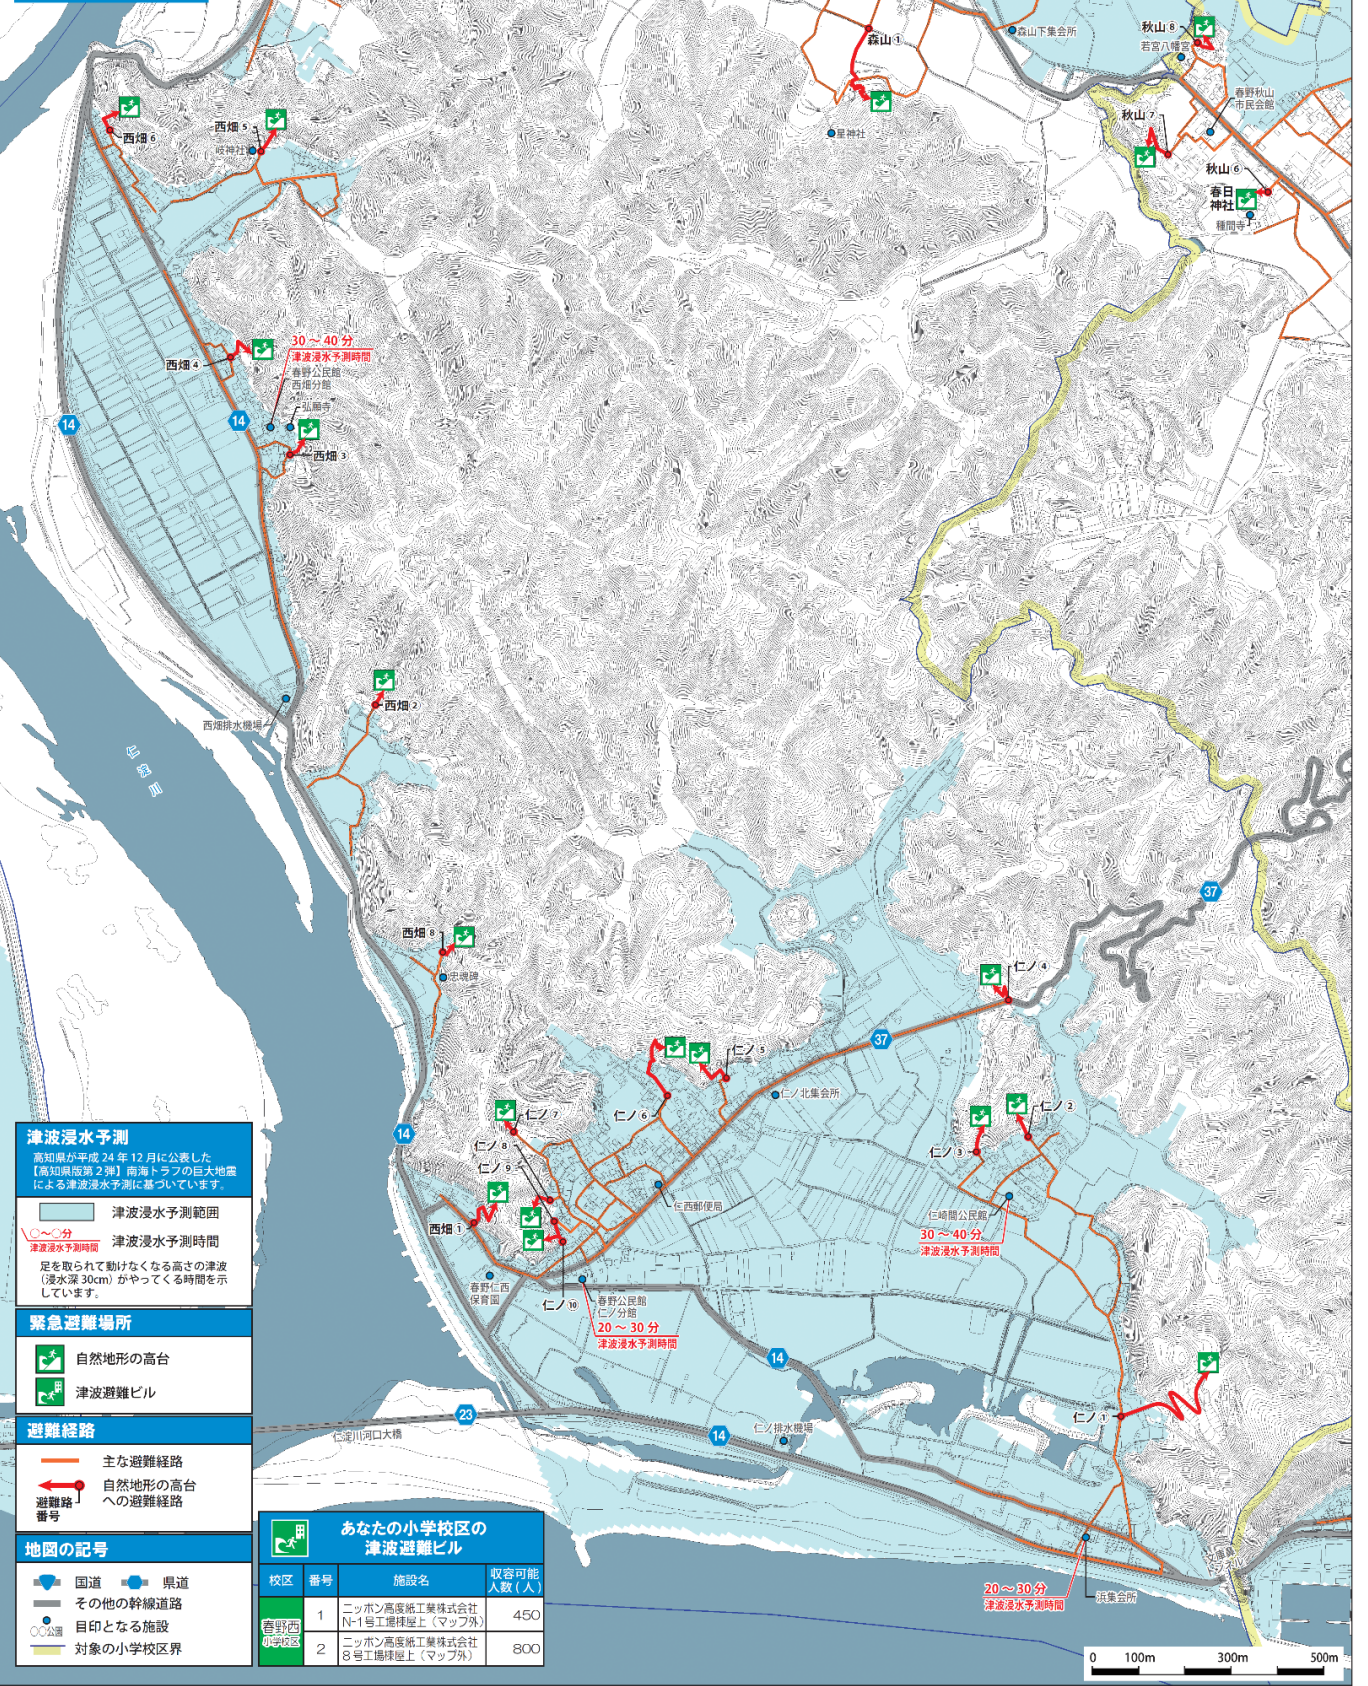 森山①
森山下集会所
秋山⑧
若宮八幡宮
西畑⑥
西畑⑤
岐神社
星神社
春野秋山
市民会館
秋山⑦
秋山⑥
春日
神社
種間寺
30～40分
津波浸水予測時間
春野公民館
西畑分館
西畑④
弘願寺
14
14
西畑③
西畑②
西畑排水機場
仁淀川
37
西畑⑧
忠魂碑
仁ノ④
37
仁ノ⑤
仁ノ北集会所
仁ノ⑦
仁ノ⑥
仁ノ②
仁ノ③
14
仁ノ⑧
仁ノ⑨
仁西郵便局
仁崎間公民館
30～40分
津波浸水予測時間
西畑①
春野仁西
保育園
仁ノ⑩
春野公民館
仁ノ分館
20～30分
津波浸水予測時間
14
23
仁淀川河口大橋
14
仁ノ排水機場
仁ノ①
20～30分
津波浸水予測時間
浜集会所
津波浸水予測
高知県が平成24年12月に公表した
【高知県版第2弾】南海トラフの巨大地震
による津波浸水予測に基づいています。
津波浸水予測範囲
○～○分
津波浸水予測時間
津波浸水予測時間
足を取られて動けなくなる高さの津波
（浸水深30cm）がやってくる時間を示
しています。
緊急避難場所
自然地形の高台
津波避難ビル
避難経路
主な避難経路
自然地形の高台
への避難経路
避難路
番号
地図の記号
国道 県道
その他の幹線道路
○○公園 目印となる施設
対象の小学校区界
あなたの小学校区の
津波避難ビル
校区 番号 施設名 収容可能
人数（人）
春野西
小学校区
1 ニッポン高度紙工業株式会社
N-1号工場棟屋上（マップ外） 450
2 ニッポン高度紙工業株式会社
8号工場棟屋上（マップ外） 800
0 100m 300m 500m